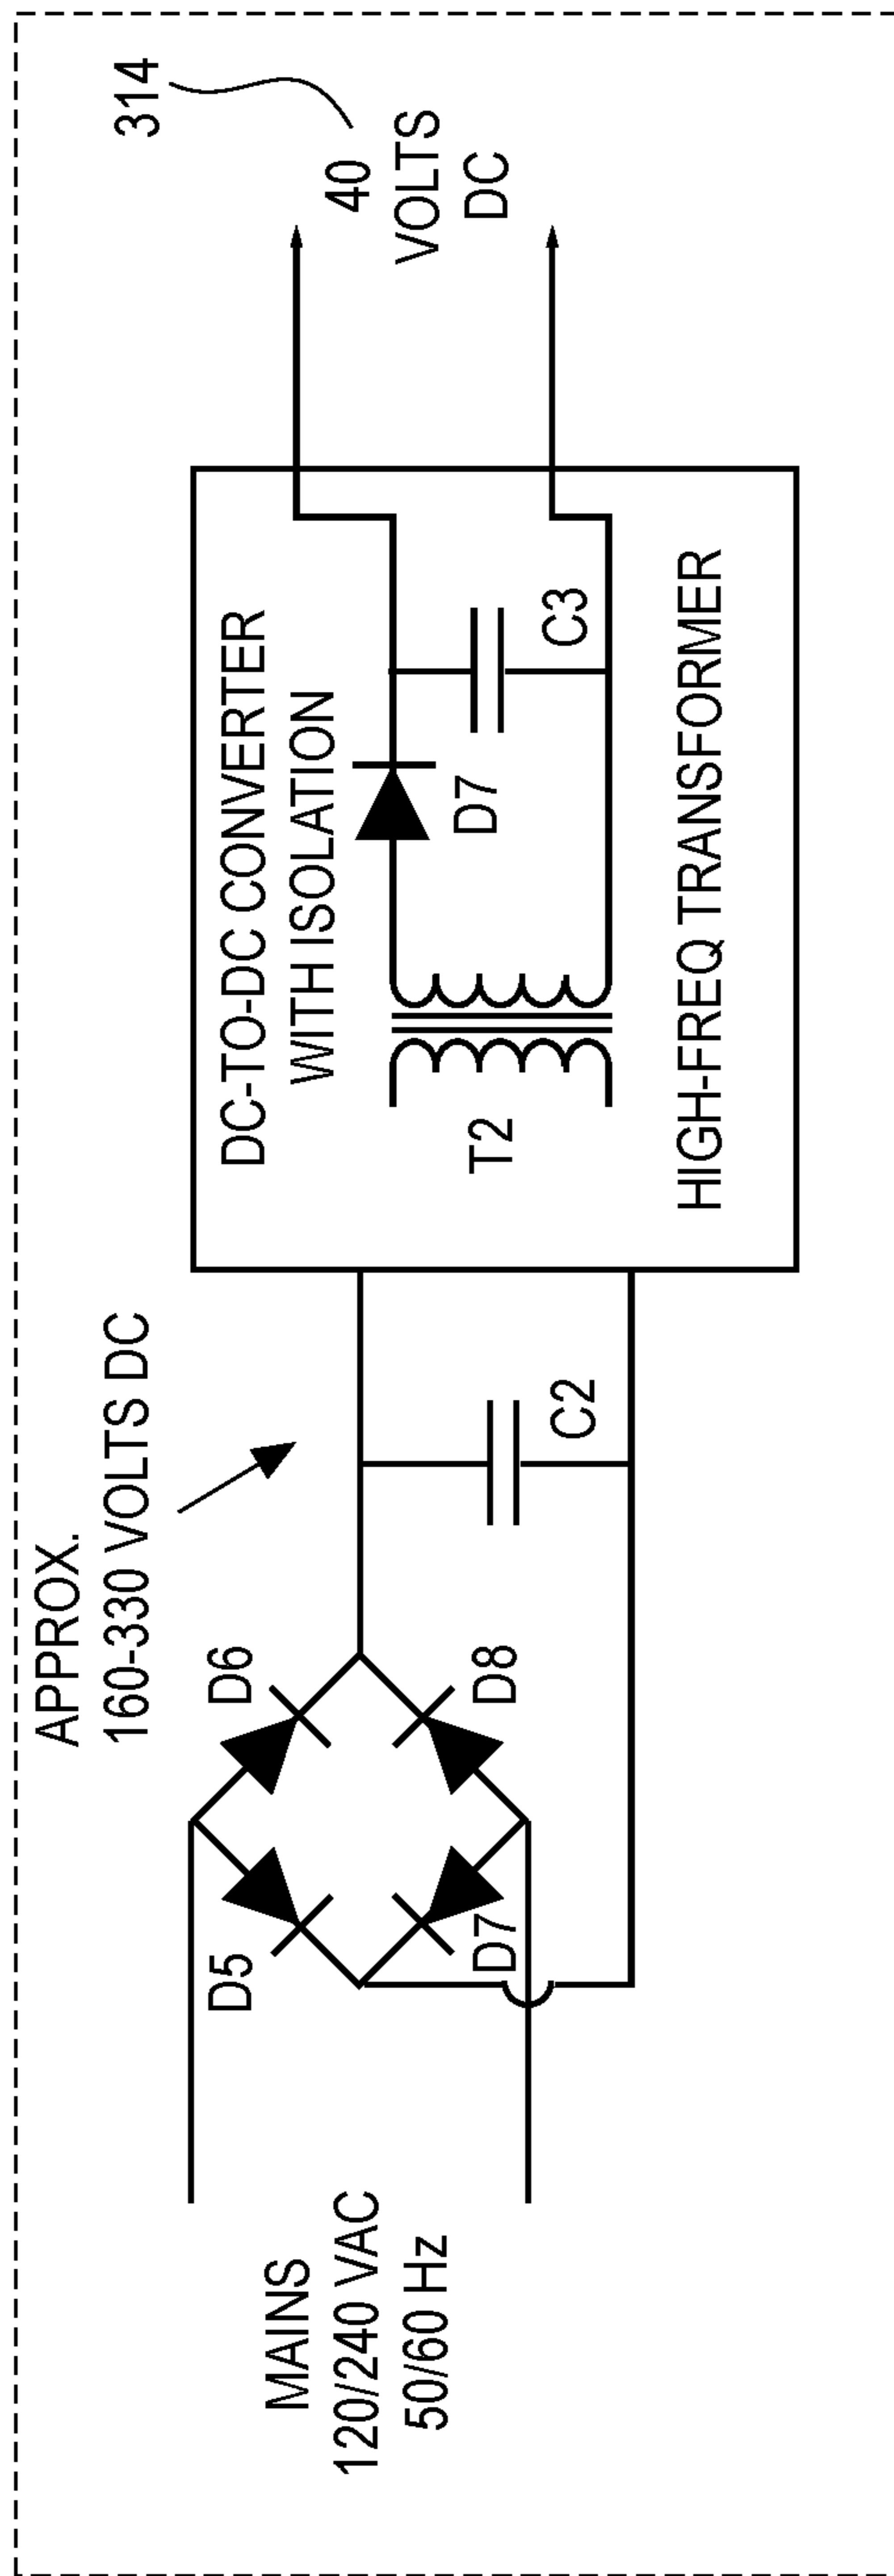 MAINS
120/240 VAC
50/60 Hz
D5
D6
D7
D8
APPROX.
160-330 VOLTS DC
C2
DC-TO-DC CONVERTER
WITH ISOLATION
T2
D7
C3
HIGH-FREQ TRANSFORMER
314
40
VOLTS
DC